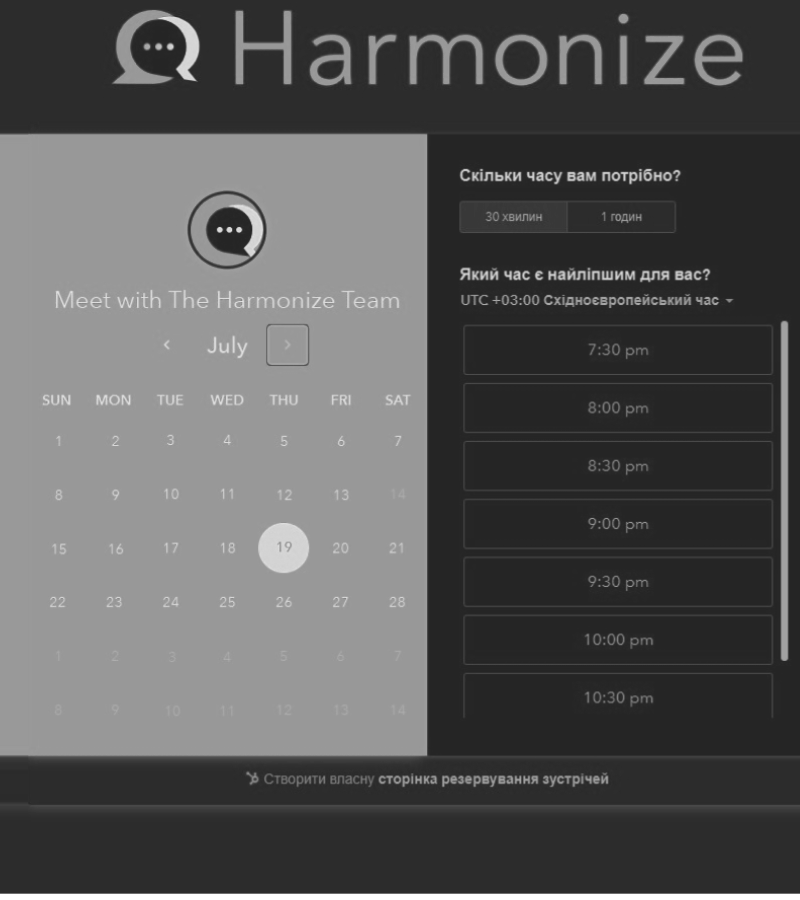 Harmonize
Meet with The Harmonize Team
July
SUN MON TUE WED THU FRI SAT
1 2 3 4 5 6 7
8 9 10 11 12 13 14
15 16 17 18 19 20 21
22 23 24 25 26 27 28
1 2 3 4 5 6 7
8 9 10 11 12 13 14
Скільки часу вам потрібно?
30 хвилин 1 годин
Який час є найліпшим для вас?
UTC +03:00 Східноєвропейський час
7:30 pm
8:00 pm
8:30 pm
9:00 pm
9:30 pm
10:00 pm
10:30 pm
Створити власну сторінка резервування зустрічей